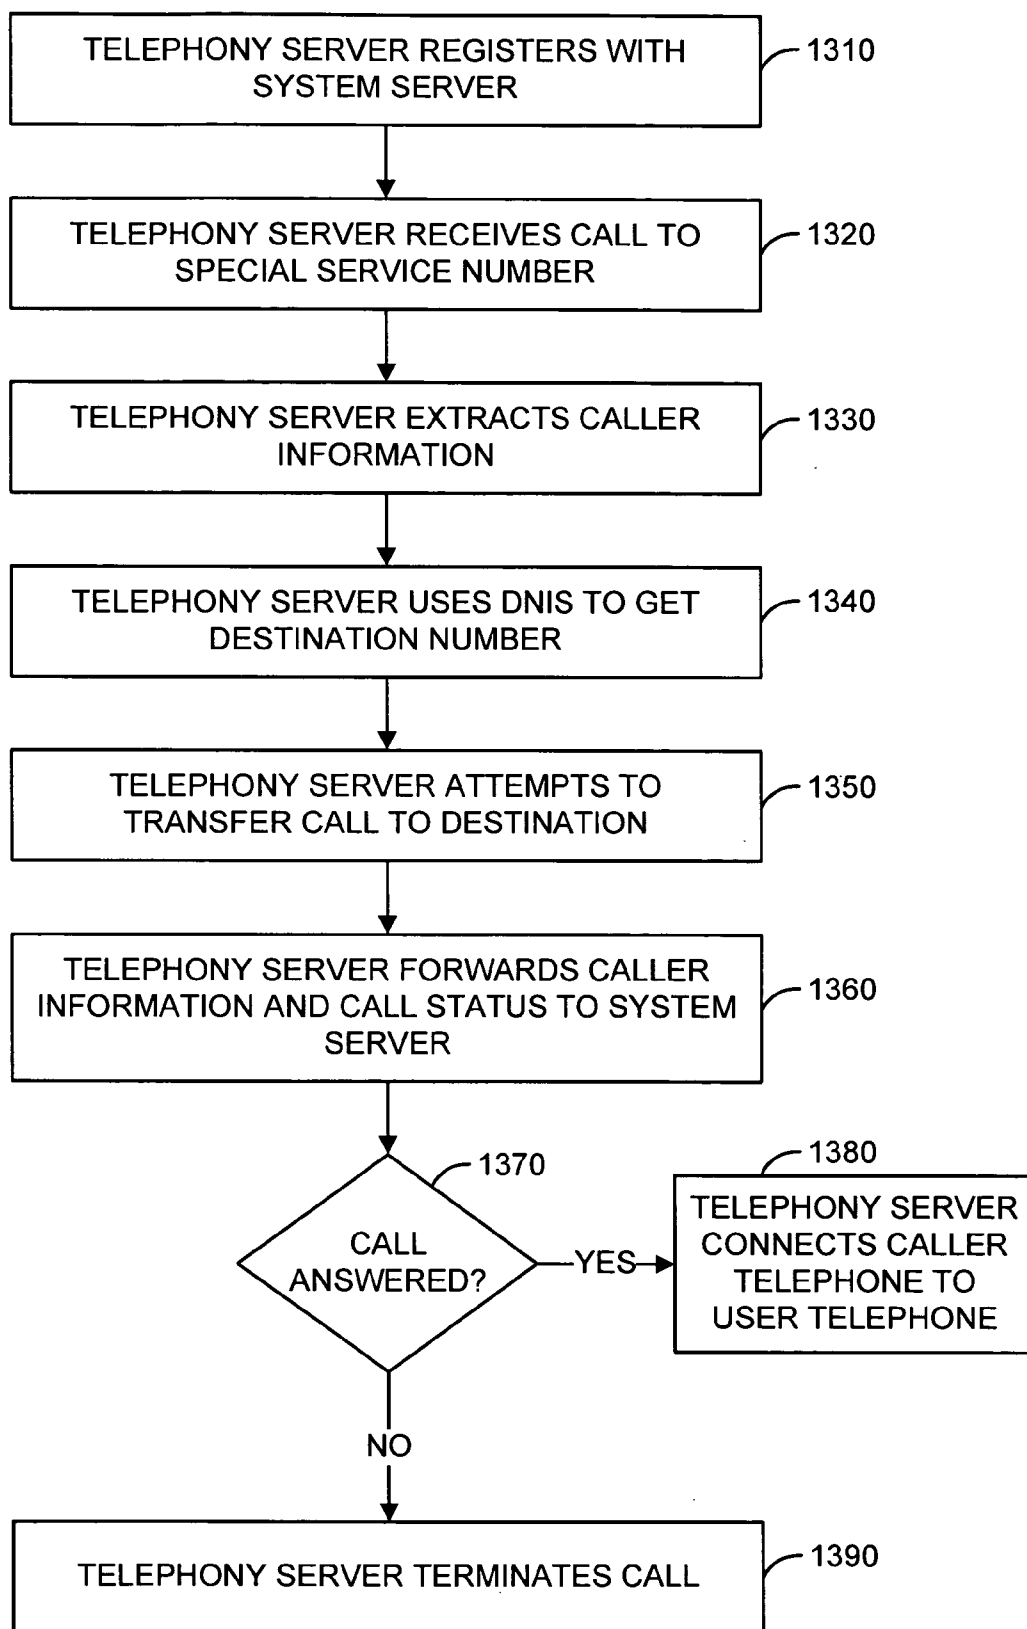 TELEPHONY SERVER REGISTERS WITH
SYSTEM SERVER
1310
TELEPHONY SERVER RECEIVES CALL TO
SPECIAL SERVICE NUMBER
1320
TELEPHONY SERVER EXTRACTS CALLER
INFORMATION
1330
TELEPHONY SERVER USES DNIS TO GET
DESTINATION NUMBER
1340
TELEPHONY SERVER ATTEMPTS TO
TRANSFER CALL TO DESTINATION
1350
TELEPHONY SERVER FORWARDS CALLER
INFORMATION AND CALL STATUS TO SYSTEM
SERVER
1360
1370
CALL
ANSWERED?
YES
1380
TELEPHONY SERVER
CONNECTS CALLER
TELEPHONE TO
USER TELEPHONE
NO
TELEPHONY SERVER TERMINATES CALL
1390